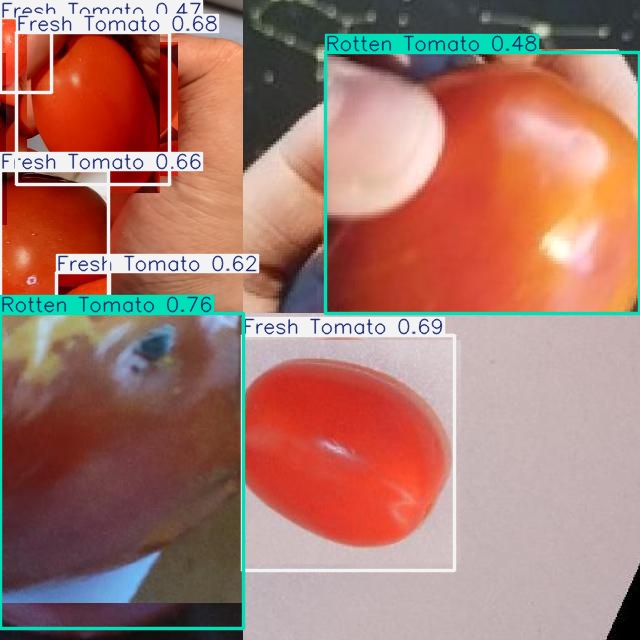 Fresh Tomato 0.47
Fresh Tomato 0.68
Rotten Tomato 0.48
Fresh Tomato 0.66
Fresh Tomato 0.62
Rotten Tomato 0.76
Fresh Tomato 0.69